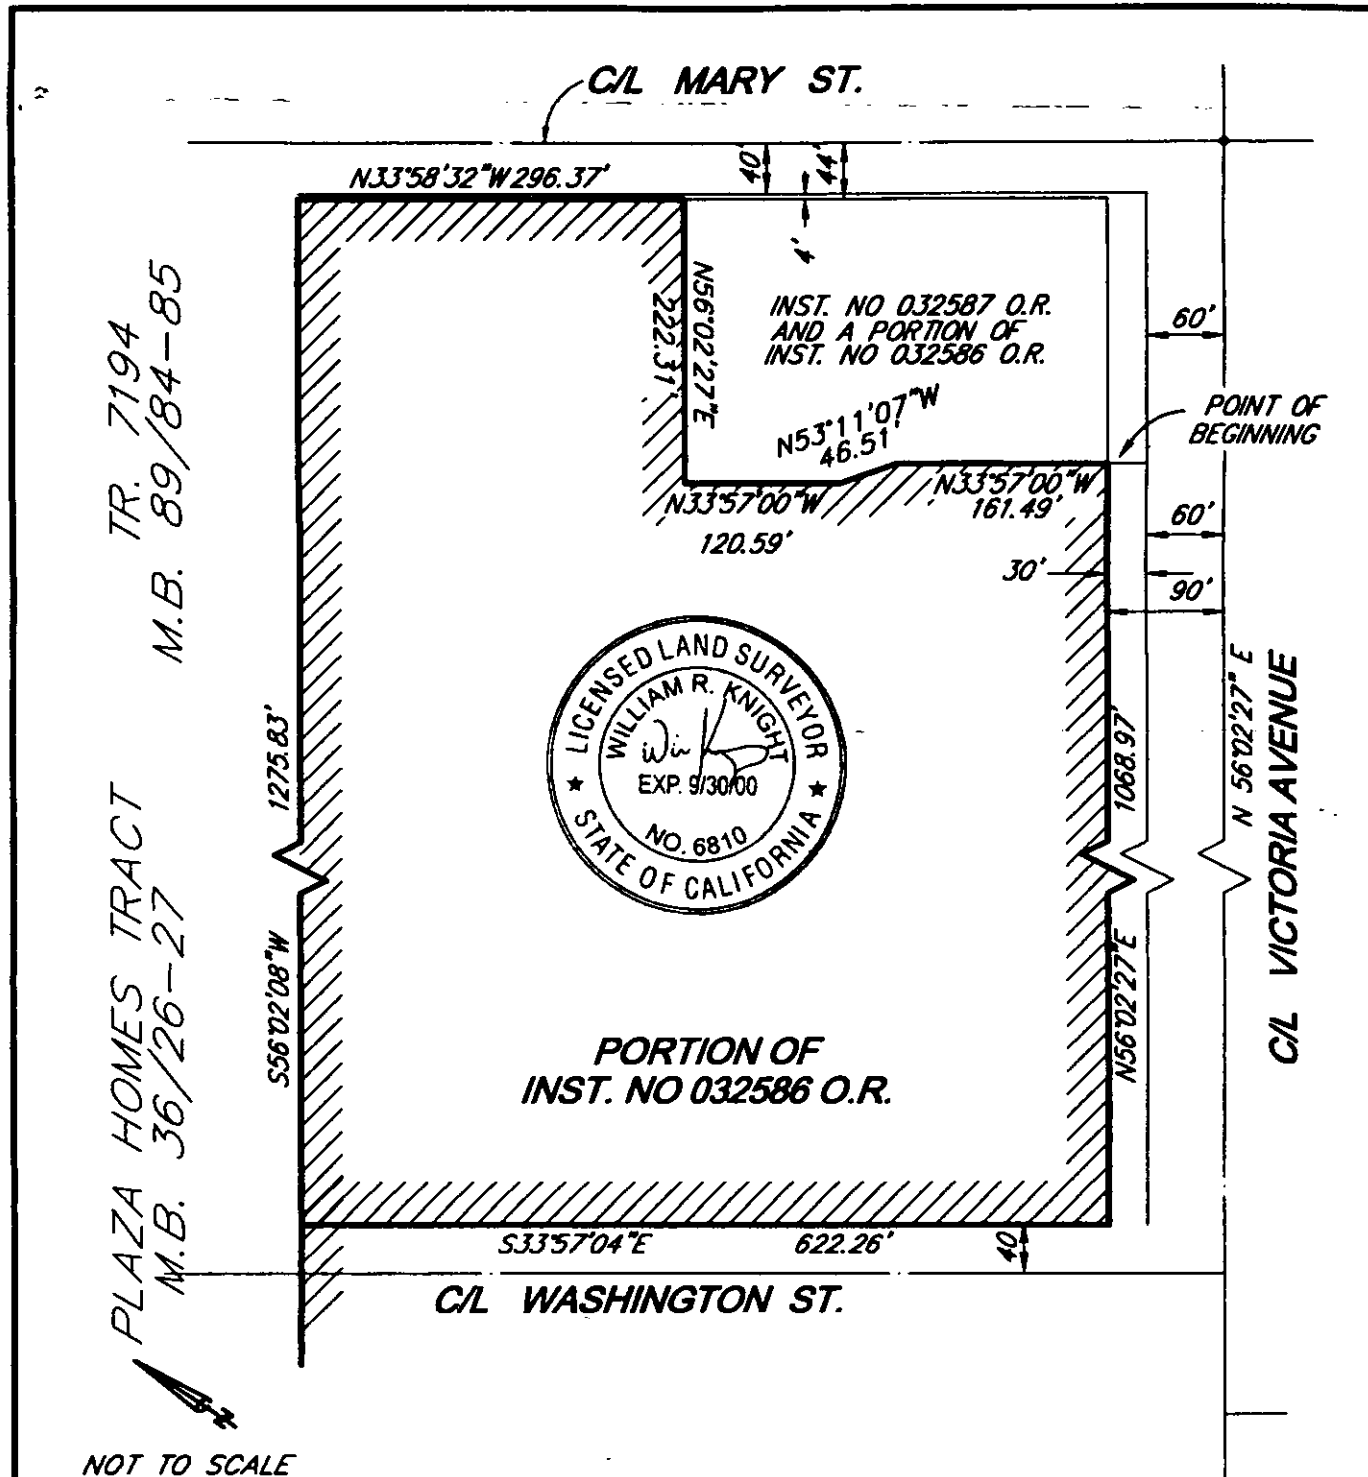 C/L MARY ST.
N33°58'32"W 296.37'
40'
44'
4'
N56°02'27"E
222.31'
INST. NO 032587 O.R.
AND A PORTION OF
INST. NO 032586 O.R.
60'
POINT OF
BEGINNING
N53°11'07"W
46.51'
N33°57'00"W
120.59'
N33°57'00"W
161.49'
60'
30'
90'
TR. 7194
M.B. 89/84-85
PLAZA HOMES TRACT
M.B. 36/26-27
1275.83'
S56°02'08"W
LICENSED LAND SURVEYOR
WILLIAM R. KNIGHT
EXP. 9/30/00
NO. 6810
STATE OF CALIFORNIA
1068.97'
N56°02'27"E
N 56°02'27" E
C/L VICTORIA AVENUE
PORTION OF
INST. NO 032586 O.R.
S33°57'04"E 622.26'
40'
C/L WASHINGTON ST.
N
NOT TO SCALE